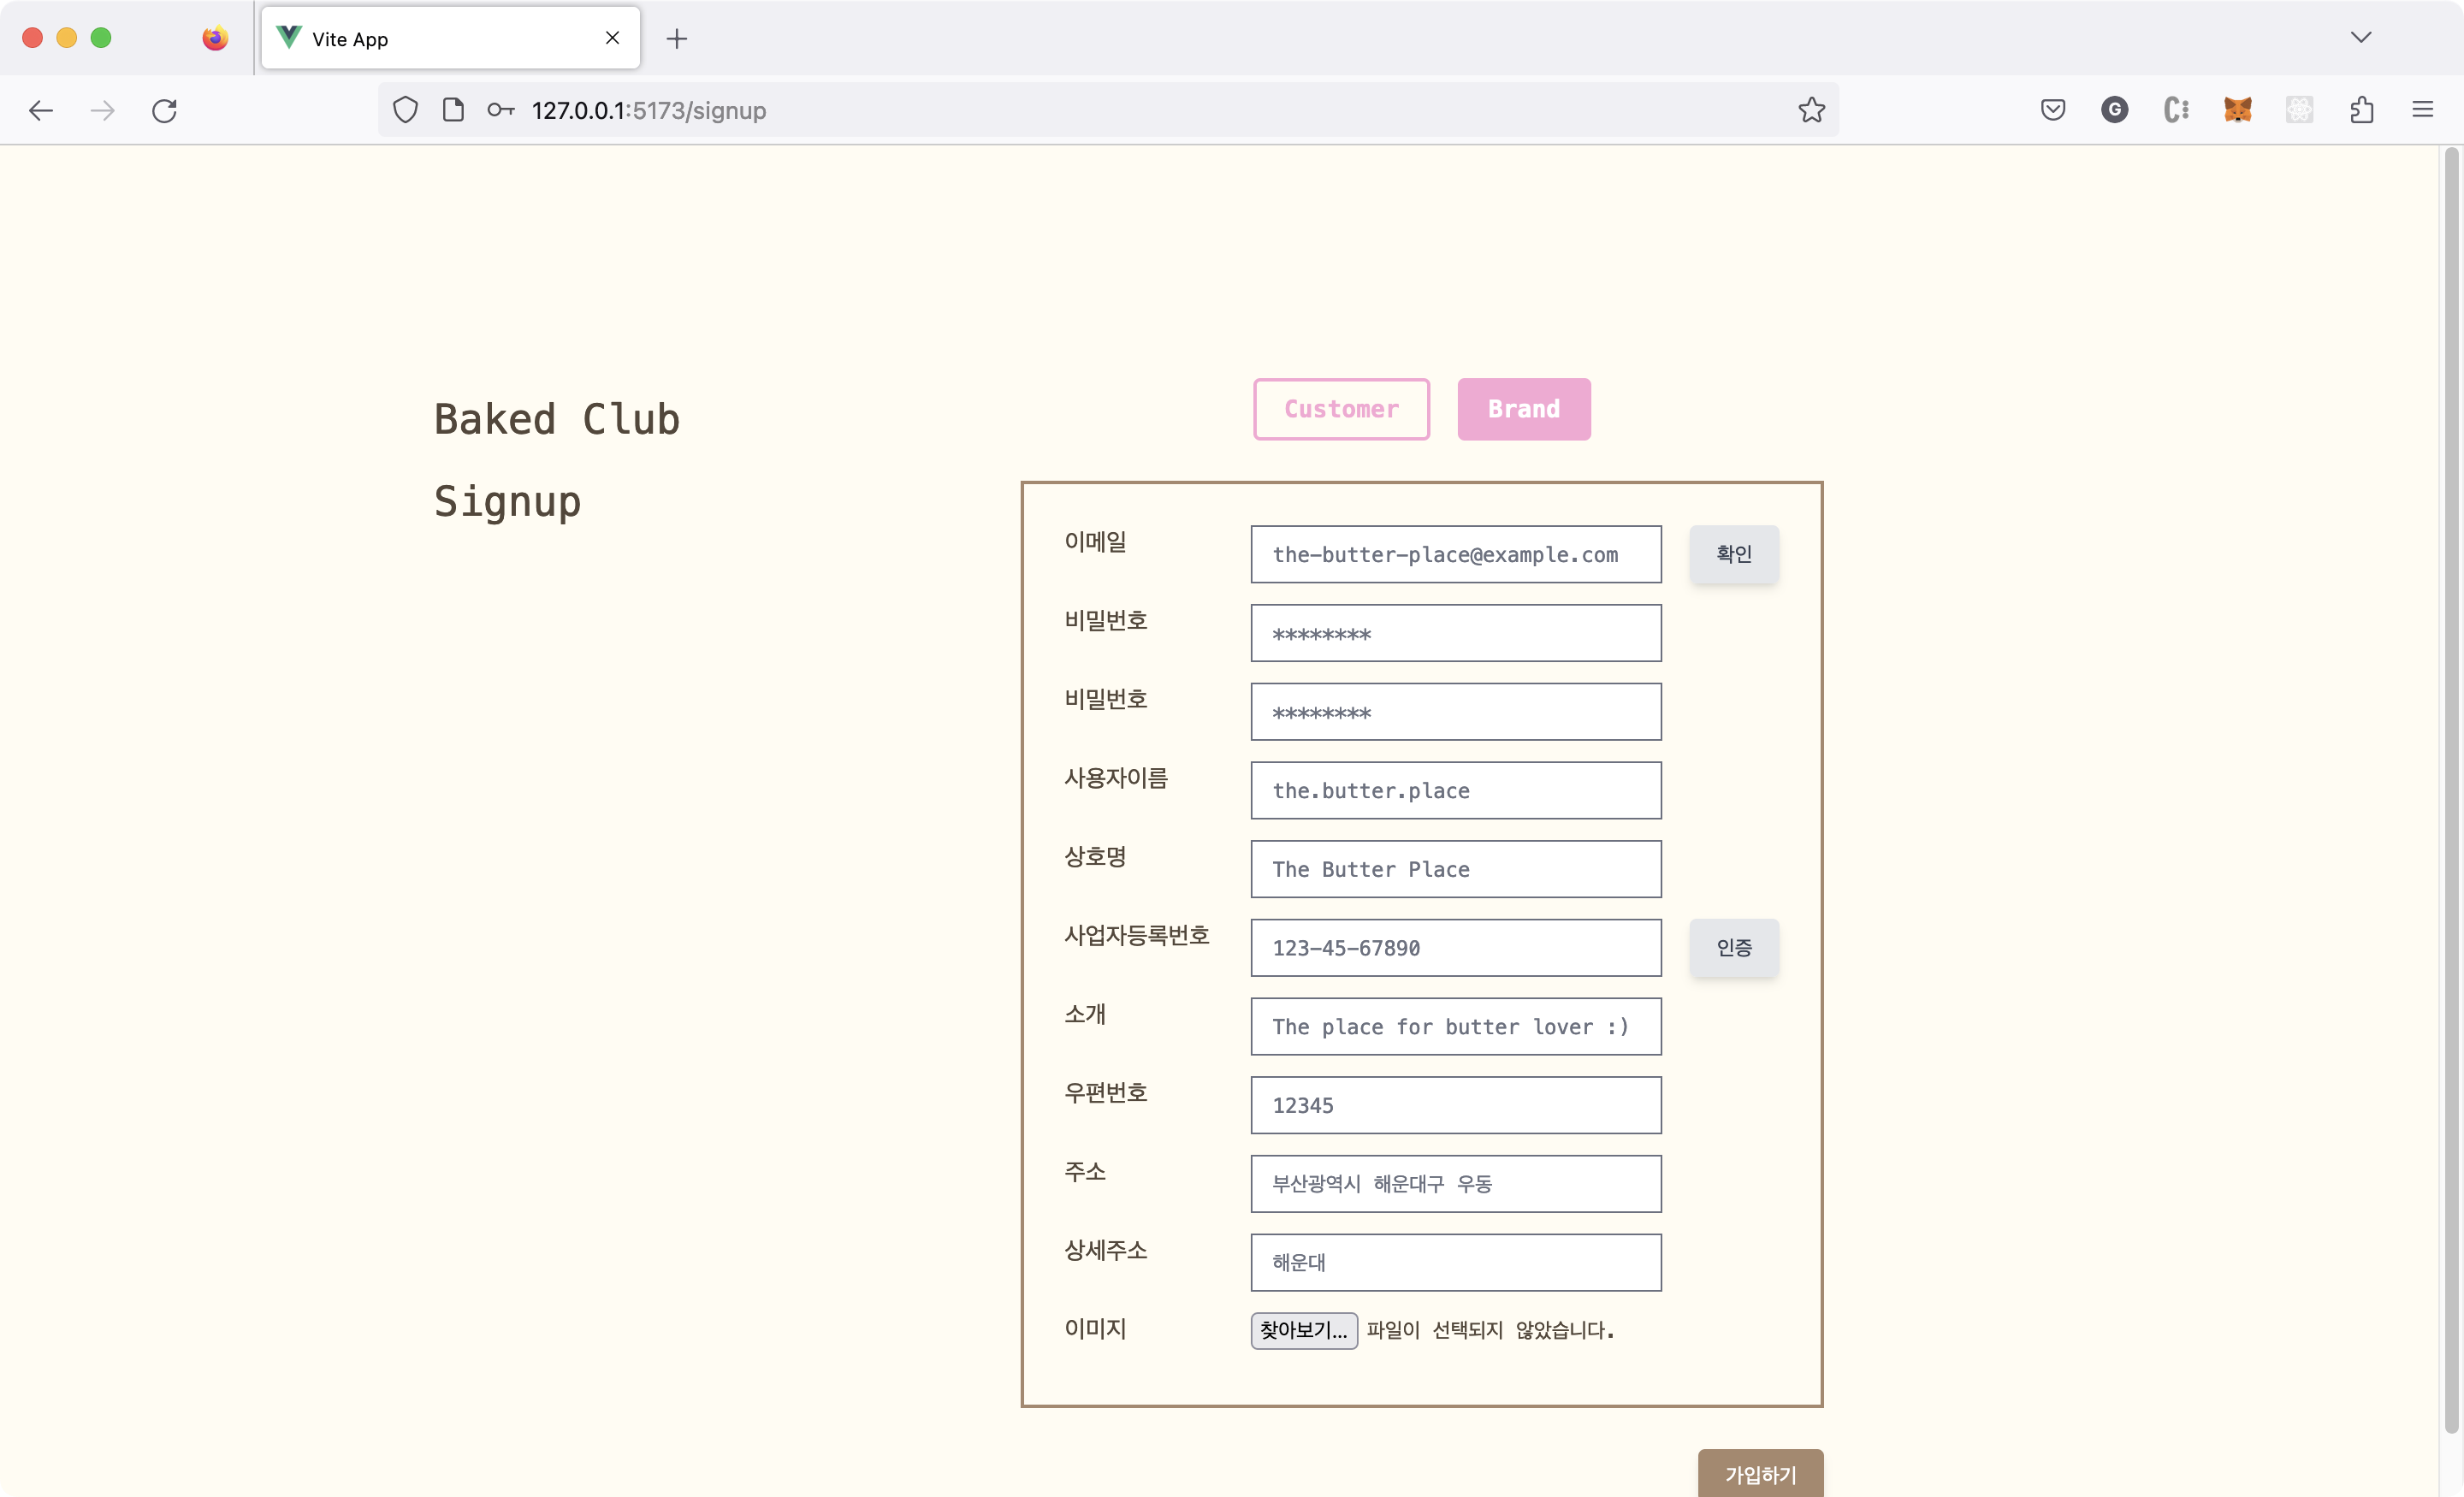 Vite App
127.0.0.1:5173/signup
G
Baked Club
Signup
Customer Brand
이메일 the-butter-place@example.com 확인
비밀번호 ********
비밀번호 ********
사용자이름 the.butter.place
상호명 The Butter Place
사업자등록번호 123-45-67890 인증
소개 The place for butter lover :)
우편번호 12345
주소 부산광역시 해운대구 우동
상세주소 해운대
이미지 찾아보기... 파일이 선택되지 않았습니다.
가입하기